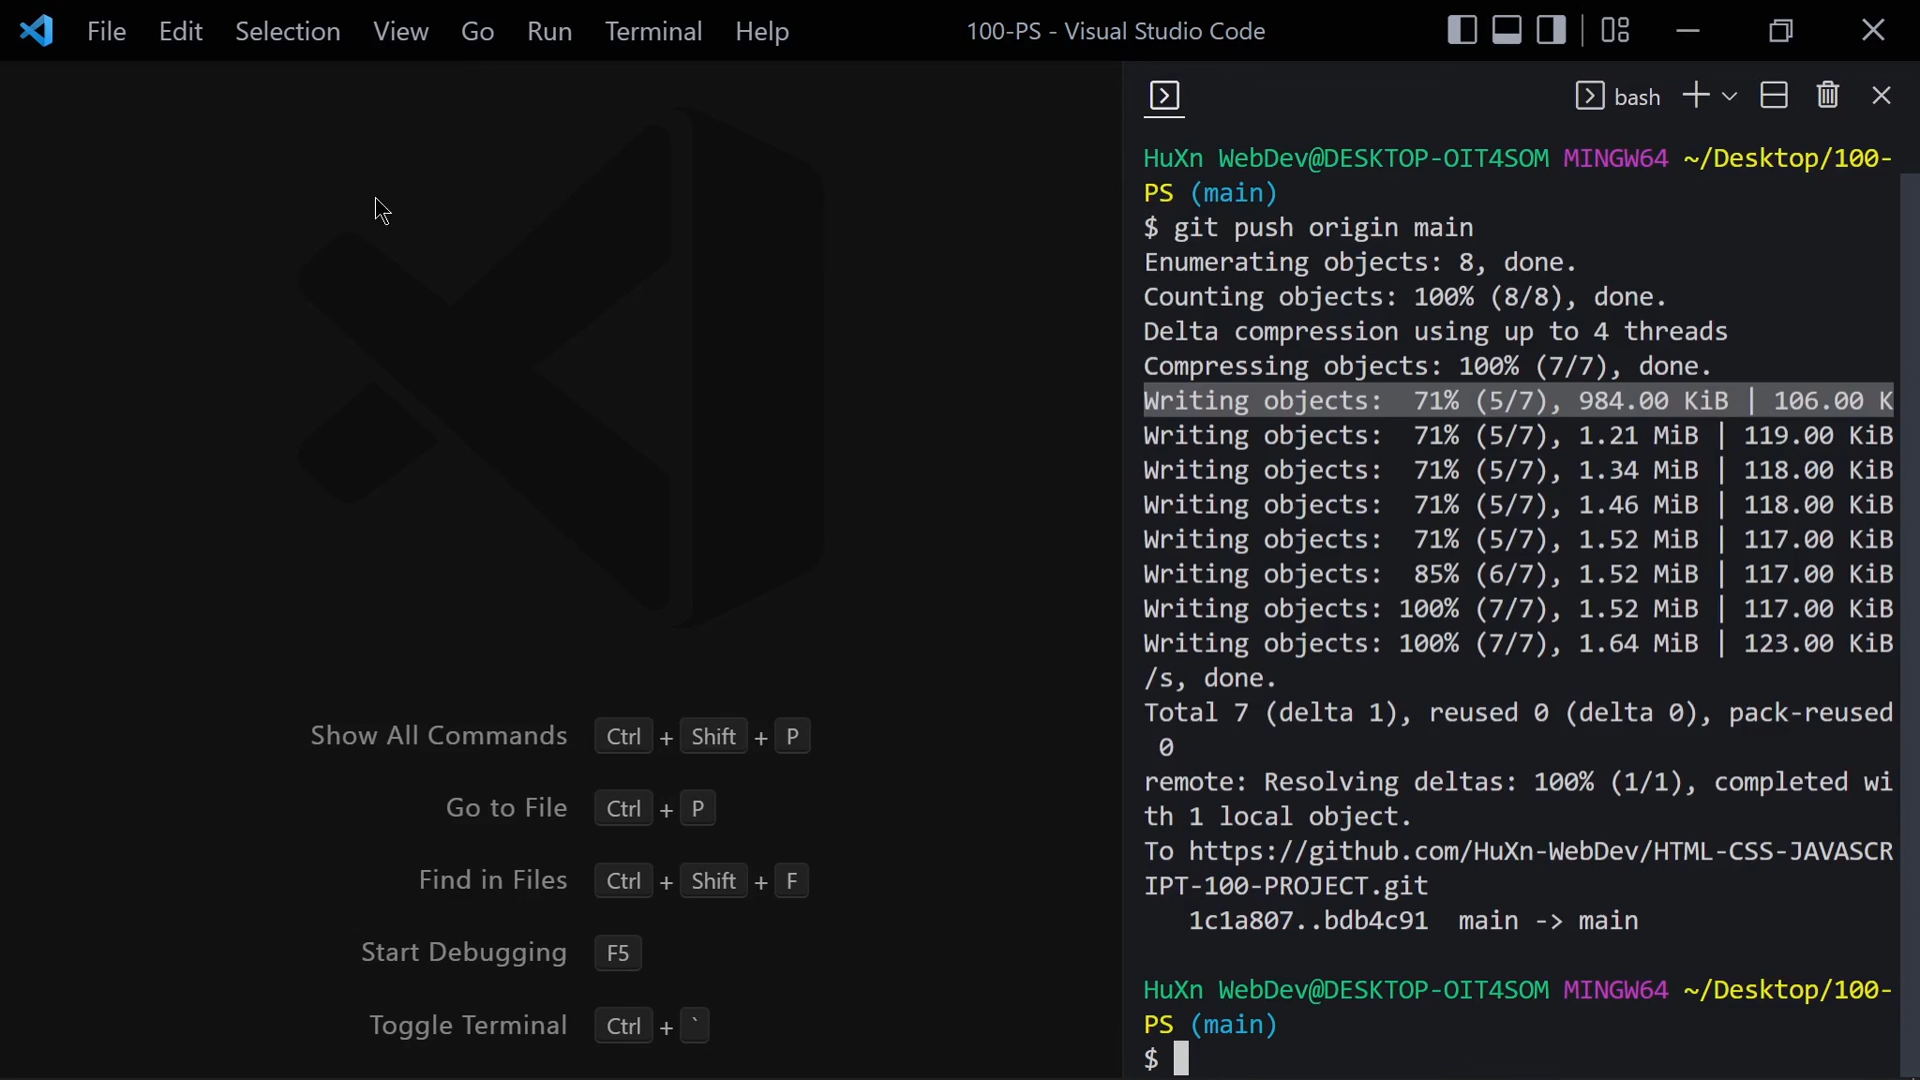 File Edit Selection View Go Run Terminal Help 100-PS - Visual Studio Code
bash
HuXn WebDev@DESKTOP-OIT4SOM MINGW64 ~/Desktop/100-
PS (main)
$ git push origin main
Enumerating objects: 8, done.
Counting objects: 100% (8/8), done.
Delta compression using up to 4 threads
Compressing objects: 100% (7/7), done.
Writing objects:  71% (5/7), 984.00 KiB | 106.00 K
Writing objects:  71% (5/7), 1.21 MiB | 119.00 KiB
Writing objects:  71% (5/7), 1.34 MiB | 118.00 KiB
Writing objects:  71% (5/7), 1.46 MiB | 118.00 KiB
Writing objects:  71% (5/7), 1.52 MiB | 117.00 KiB
Writing objects:  85% (6/7), 1.52 MiB | 117.00 KiB
Writing objects: 100% (7/7), 1.52 MiB | 117.00 KiB
Writing objects: 100% (7/7), 1.64 MiB | 123.00 KiB
/s, done.
Total 7 (delta 1), reused 0 (delta 0), pack-reused
 0
remote: Resolving deltas: 100% (1/1), completed wi
th 1 local object.
To https://github.com/HuXn-WebDev/HTML-CSS-JAVASCR
IPT-100-PROJECT.git
   1c1a807..bdb4c91  main -> main
HuXn WebDev@DESKTOP-OIT4SOM MINGW64 ~/Desktop/100-
PS (main)
$
Show All Commands Ctrl + Shift + P
Go to File Ctrl + P
Find in Files Ctrl + Shift + F
Start Debugging F5
Toggle Terminal Ctrl + `